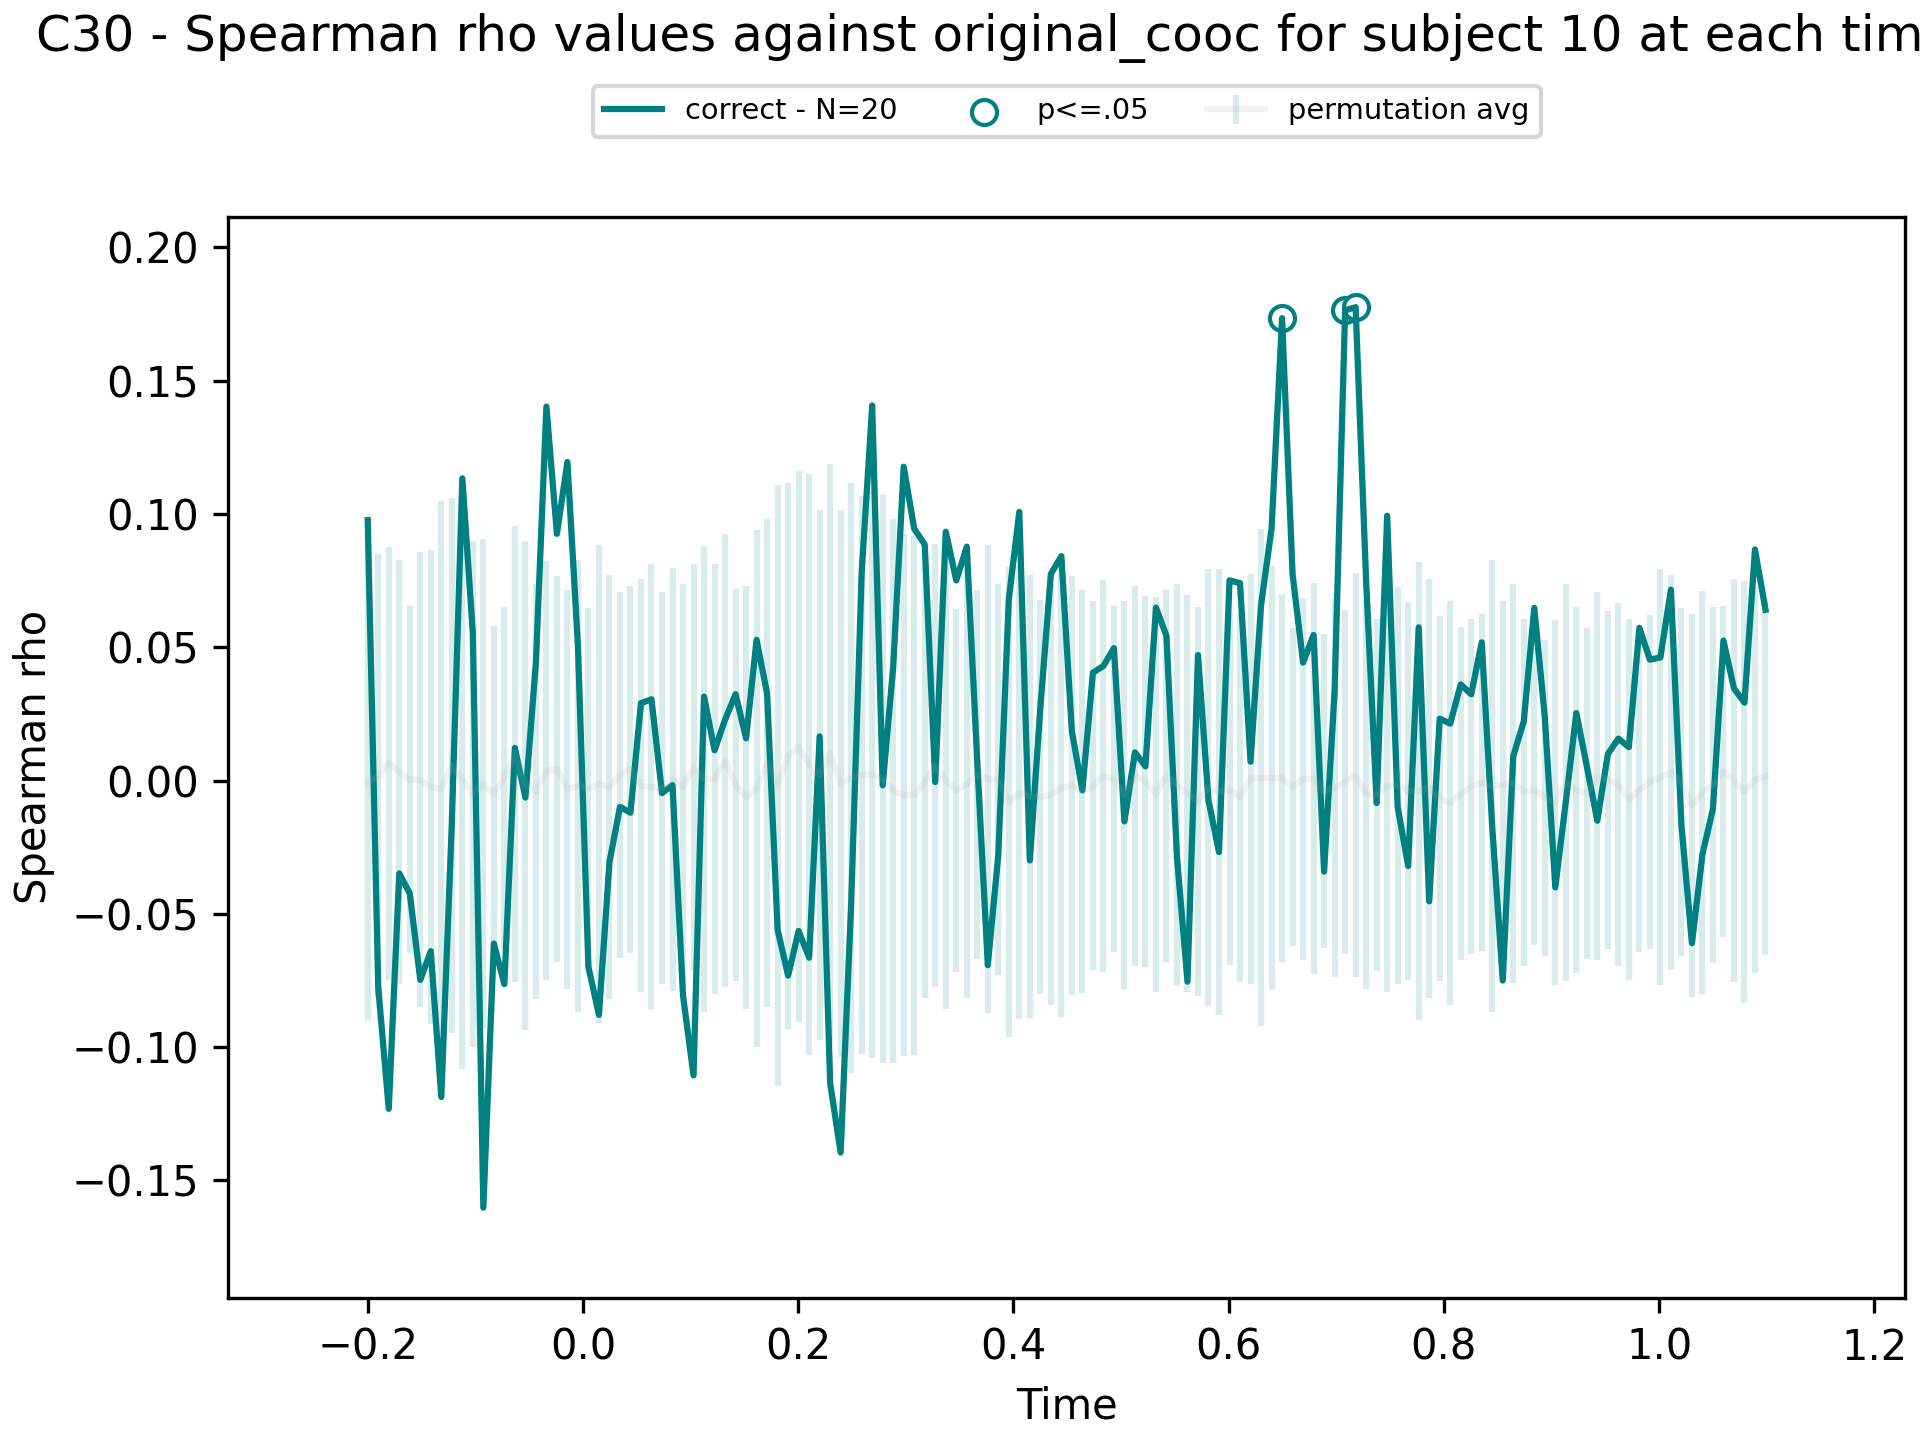 C30 - Spearman rho values against original_cooc for subject 10 at each tim
correct - N=20 p<=.05 permutation avg
0.20
0.15
0.10
0.05
0.00
−0.05
−0.10
−0.15
Spearman rho
−0.2 0.0 0.2 0.4 0.6 0.8 1.0 1.2
Time